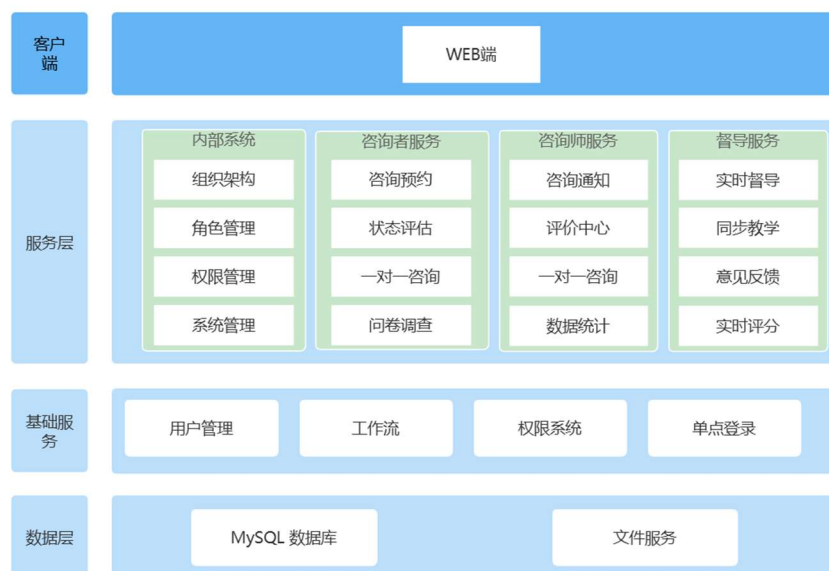 客户
端
WEB端
服务层
内部系统
组织架构
角色管理
权限管理
系统管理
咨询者服务
咨询预约
状态评估
一对一咨询
问卷调查
咨询师服务
咨询通知
评价中心
一对一咨询
数据统计
督导服务
实时督导
同步教学
意见反馈
实时评分
基础服
务
用户管理
工作流
权限系统
单点登录
数据层
MySQL 数据库
文件服务